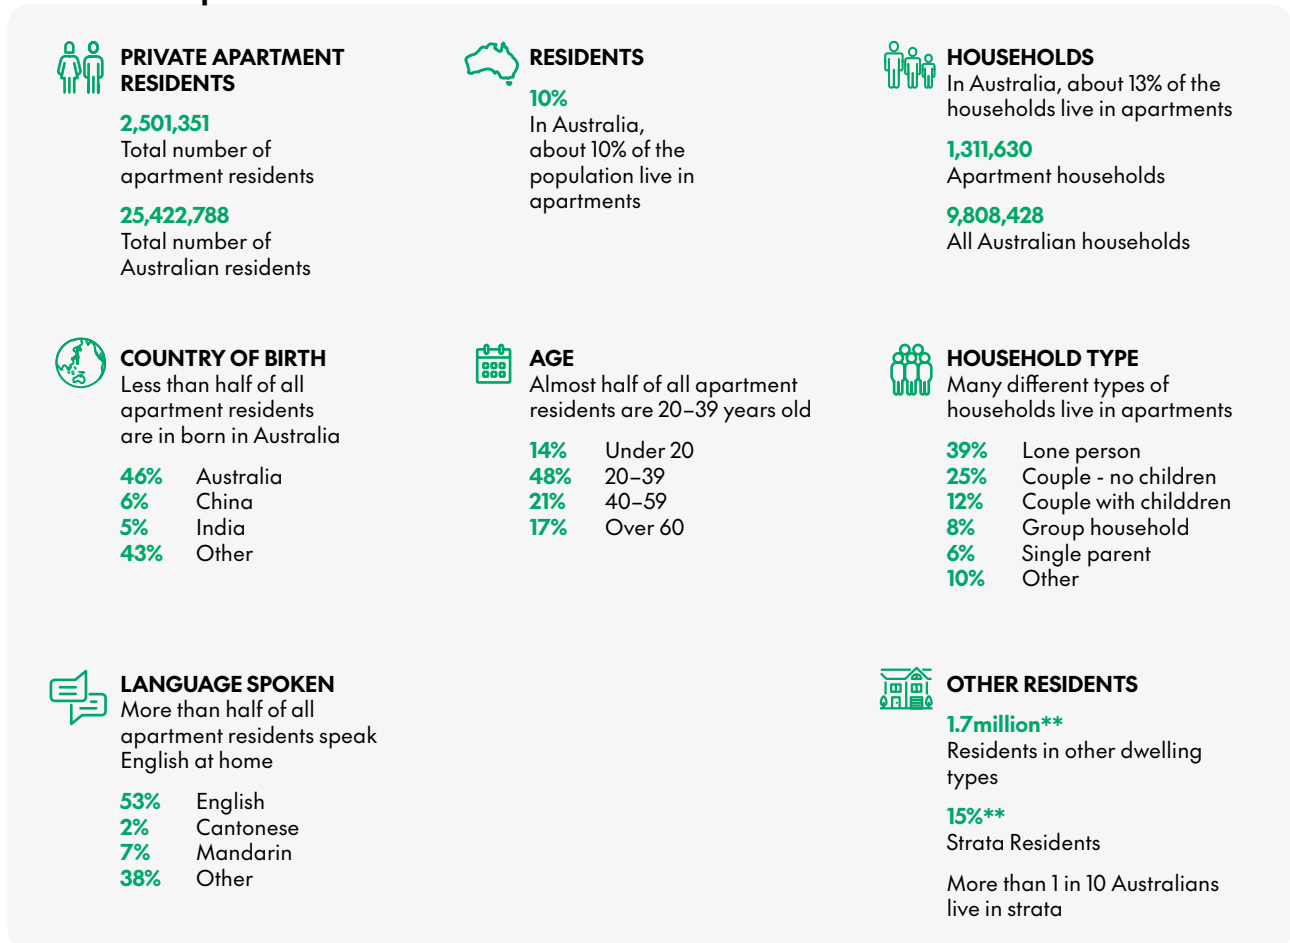 PRIVATE APARTMENT
RESIDENTS
2,501,351
Total number of
apartment residents
25,422,788
Total number of
Australian residents
RESIDENTS
10%
In Australia,
about 10% of the
population live in
apartments
HOUSEHOLDS
In Australia, about 13% of the
households live in apartments
1,311,630
Apartment households
9,808,428
All Australian households
COUNTRY OF BIRTH
Less than half of all
apartment residents
are in born in Australia
46% Australia
6% China
5% India
43% Other
AGE
Almost half of all apartment
residents are 20–39 years old
14% Under 20
48% 20–39
21% 40–59
17% Over 60
HOUSEHOLD TYPE
Many different types of
households live in apartments
39% Lone person
25% Couple - no children
12% Couple with childdren
8% Group household
6% Single parent
10% Other
LANGUAGE SPOKEN
More than half of all
apartment residents speak
English at home
53% English
2% Cantonese
7% Mandarin
38% Other
OTHER RESIDENTS
1.7million**
Residents in other dwelling
types
15%**
Strata Residents
More than 1 in 10 Australians
live in strata